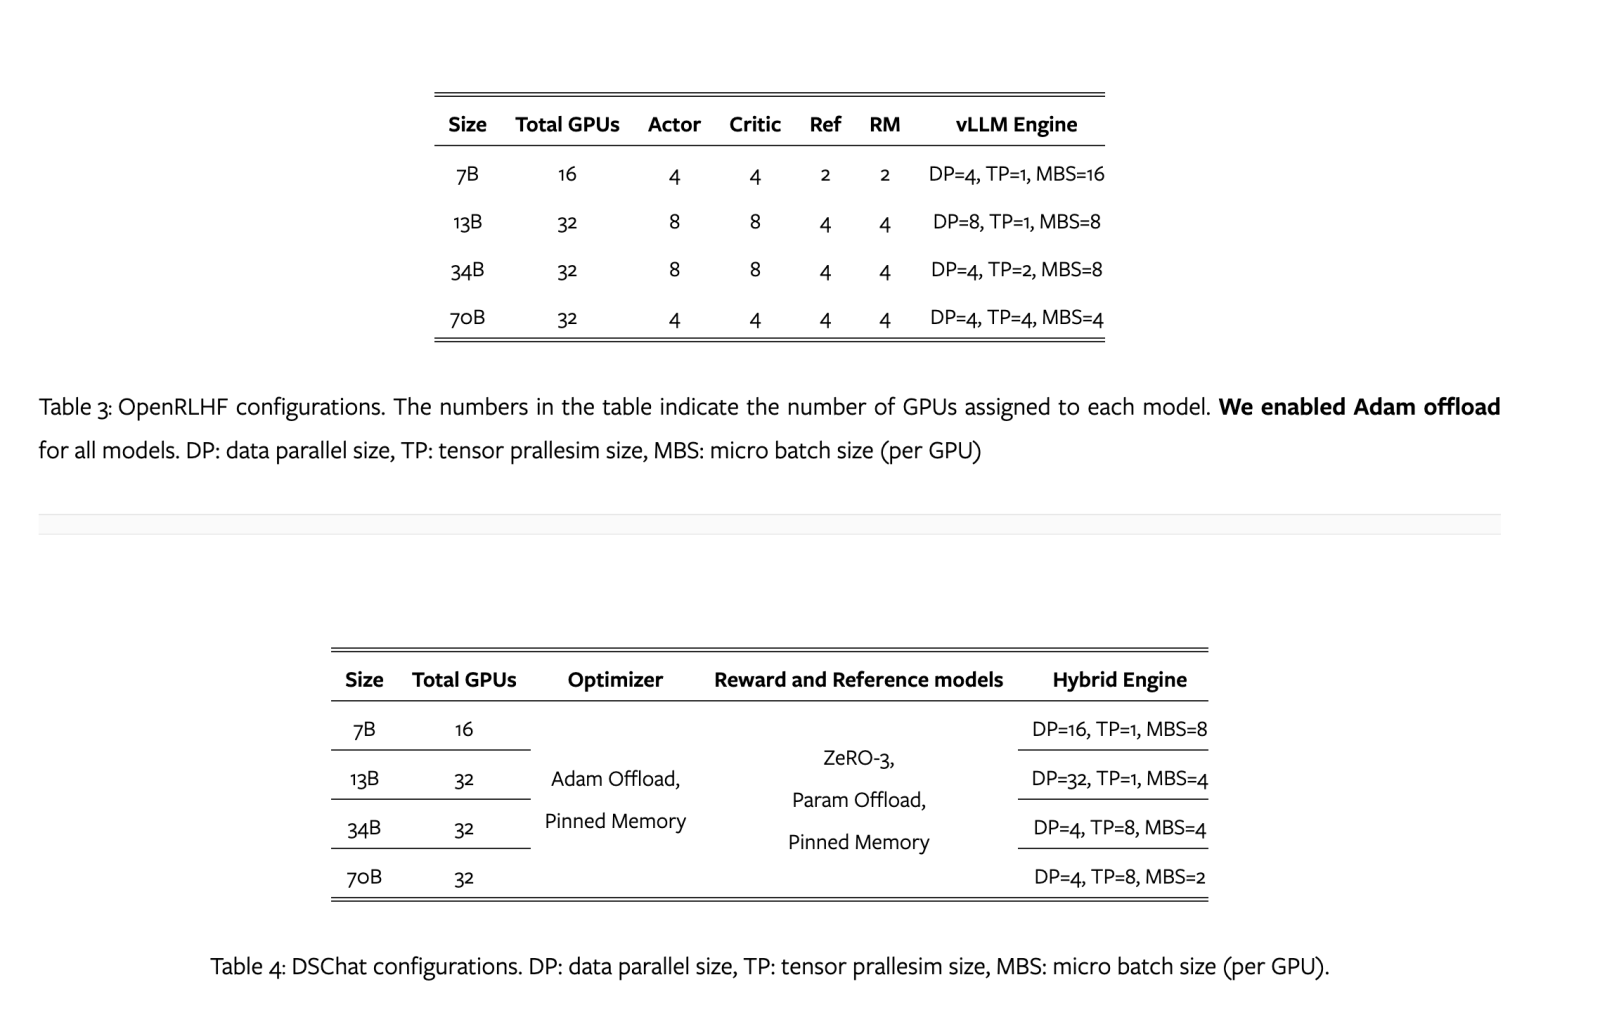 Size Total GPUs Actor Critic Ref RM vLLM Engine
7B 16 4 4 2 2 DP=4, TP=1, MBS=16
13B 32 8 8 4 4 DP=8, TP=1, MBS=8
34B 32 8 8 4 4 DP=4, TP=2, MBS=8
70B 32 4 4 4 4 DP=4, TP=4, MBS=4
Table 3: OpenRLHF configurations. The numbers in the table indicate the number of GPUs assigned to each model. We enabled Adam offload
for all models. DP: data parallel size, TP: tensor prallesim size, MBS: micro batch size (per GPU)
Size Total GPUs Optimizer Reward and Reference models Hybrid Engine
7B 16 DP=16, TP=1, MBS=8
ZeRO-3,
13B 32 Adam Offload, DP=32, TP=1, MBS=4
Param Offload,
Pinned Memory
34B 32 DP=4, TP=8, MBS=4
Pinned Memory
70B 32 DP=4, TP=8, MBS=2
Table 4: DSChat configurations. DP: data parallel size, TP: tensor prallesim size, MBS: micro batch size (per GPU).